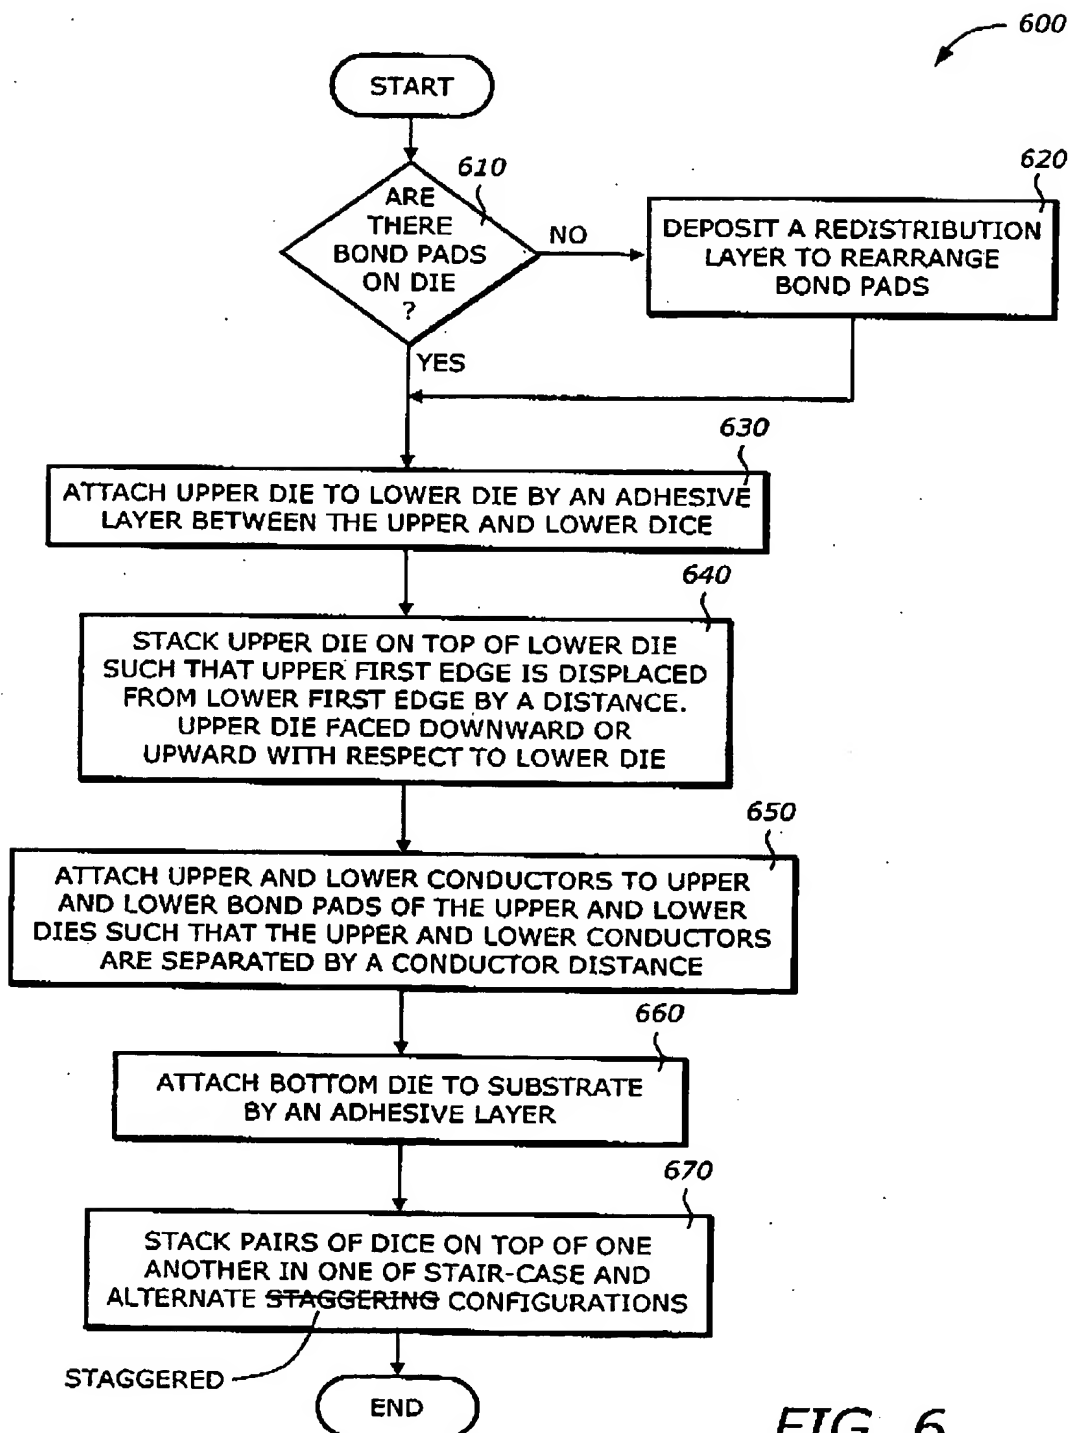 600
START
610
ARE
THERE
BOND PADS
ON DIE
?
NO
620
DEPOSIT A REDISTRIBUTION
LAYER TO REARRANGE
BOND PADS
YES
630
ATTACH UPPER DIE TO LOWER DIE BY AN ADHESIVE
LAYER BETWEEN THE UPPER AND LOWER DICE
640
STACK UPPER DIE ON TOP OF LOWER DIE
SUCH THAT UPPER FIRST EDGE IS DISPLACED
FROM LOWER FIRST EDGE BY A DISTANCE.
UPPER DIE FACED DOWNWARD OR
UPWARD WITH RESPECT TO LOWER DIE
650
ATTACH UPPER AND LOWER CONDUCTORS TO UPPER
AND LOWER BOND PADS OF THE UPPER AND LOWER
DIES SUCH THAT THE UPPER AND LOWER CONDUCTORS
ARE SEPARATED BY A CONDUCTOR DISTANCE
660
ATTACH BOTTOM DIE TO SUBSTRATE
BY AN ADHESIVE LAYER
670
STACK PAIRS OF DICE ON TOP OF ONE
ANOTHER IN ONE OF STAIR-CASE AND
ALTERNATE STAGGERING CONFIGURATIONS
STAGGERED
END
FIG. 6